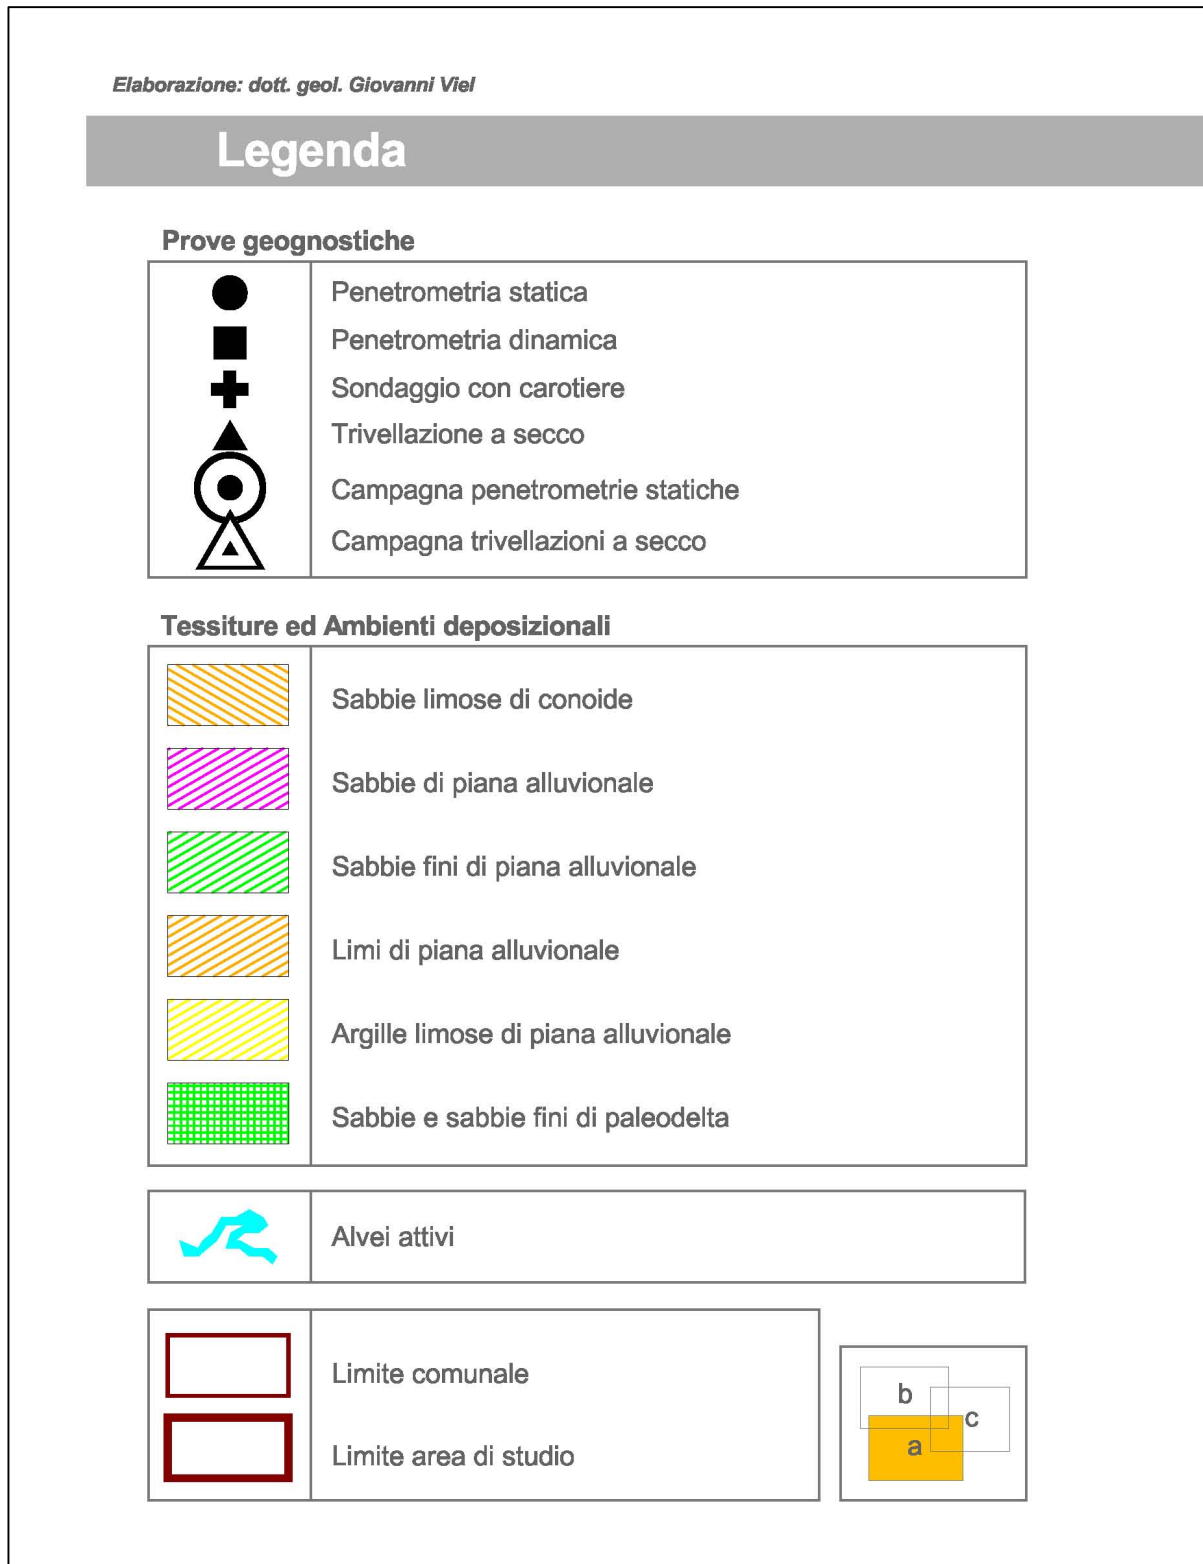 Elaborazione: dott. geol. Giovanni Viel
Legenda
Prove geognostiche
Penetrometria statica
Penetrometria dinamica
Sondaggio con carotiere
Trivellazione a secco
Campagna penetrometrie statiche
Campagna trivellazioni a secco
Tessiture ed Ambienti deposizionali
Sabbie limose di conoide
Sabbie di piana alluvionale
Sabbie fini di piana alluvionale
Limi di piana alluvionale
Argille limose di piana alluvionale
Sabbie e sabbie fini di paleodelta
Alvei attivi
Limite comunale
Limite area di studio
b
c
a